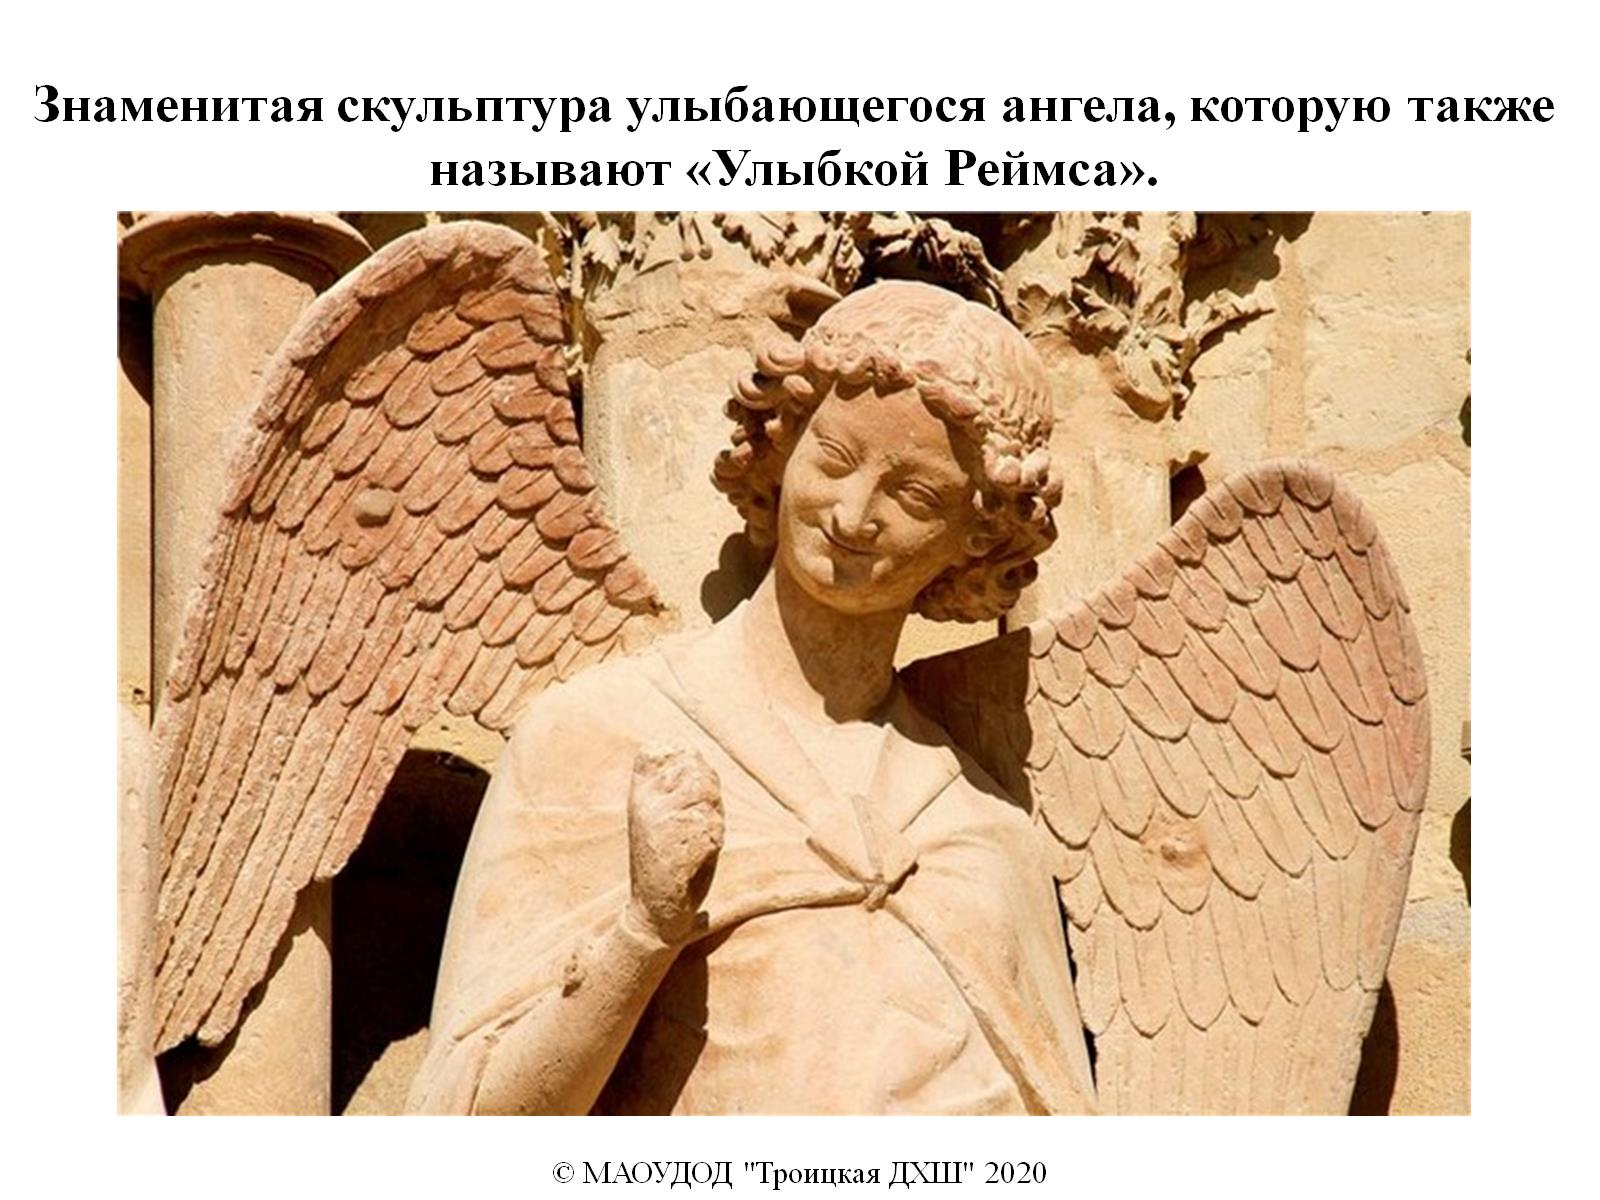 Знаменитая скульптура улыбающегося ангела, которую также
называют «Улыбкой Реймса».
© МАОУДОД "Троицкая ДХШ" 2020